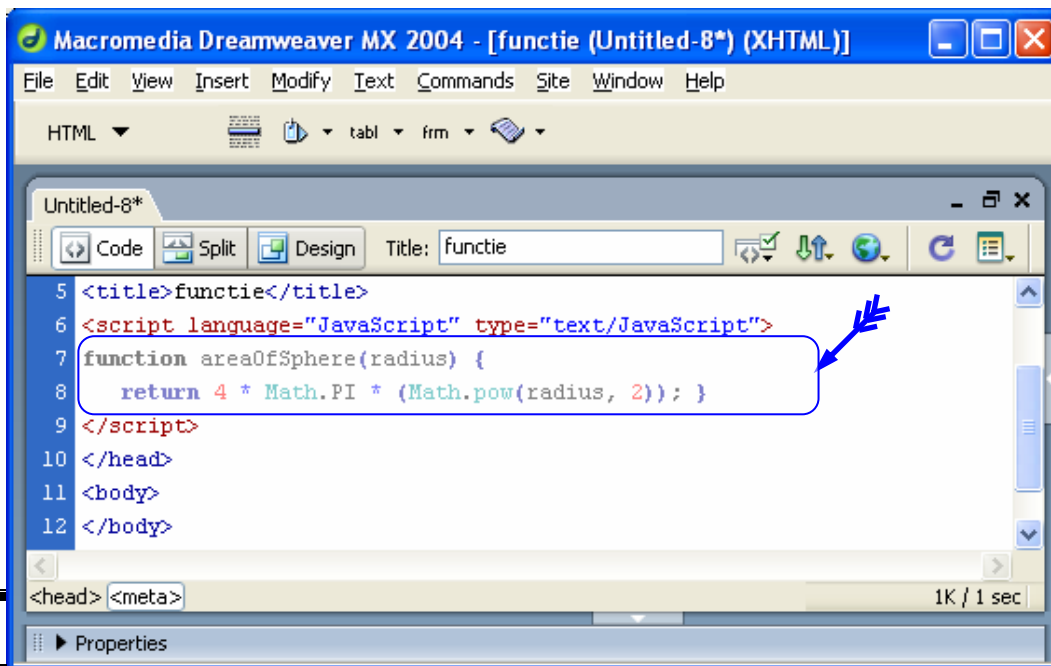 Macromedia Dreamweaver MX 2004 - [functie (Untitled-8*) (XHTML)]
File Edit View Insert Modify Text Commands Site Window Help
HTML tabl frm
Untitled-8*
Code Split Design Title: functie
5 <title>functie</title>
6 <script language="JavaScript" type="text/JavaScript">
7 function areaOfSphere(radius) {
8 return 4 * Math.PI * (Math.pow(radius, 2)); }
9 </script>
10 </head>
11 <body>
12 </body>
<head> <meta> 1K / 1 sec
Properties